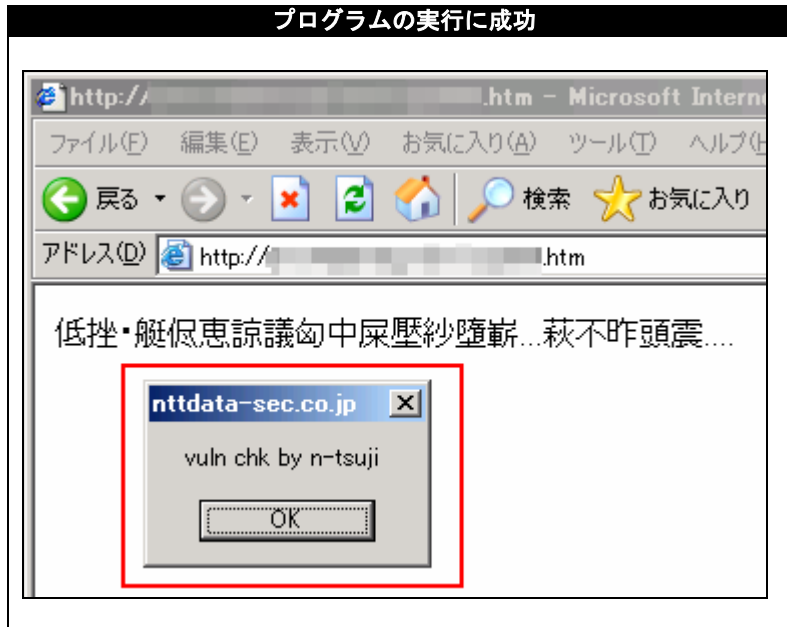 プログラムの実行に成功
http:// .htm - Microsoft Intern
ファイル(F) 編集(E) 表示(V) お気に入り(A) ツール(T) ヘルプ(H
戻る 検索 お気に入り
アドレス(D) http:// .htm
低挫・艇侭恵諒議匈中屎壓紗墮嶄...萩不昨頭震....
nttdata-sec.co.jp
vuln chk by n-tsuji
OK